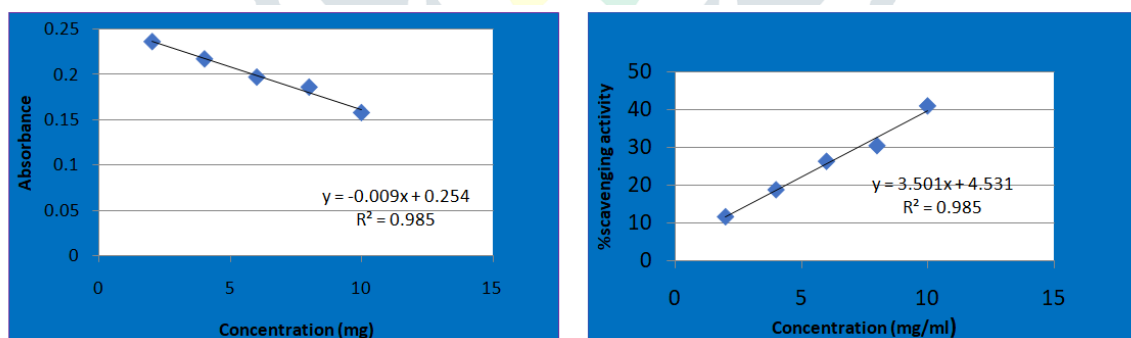 0.25
0.2
0.15
0.1
0.05
0
Absorbance
y = -0.009x + 0.254
R² = 0.985
0 5 10 15
Concentration (mg)
50
40
30
20
10
0
%scavenging activity
y = 3.501x + 4.531
R² = 0.985
0 5 10 15
Concentration (mg/ml)